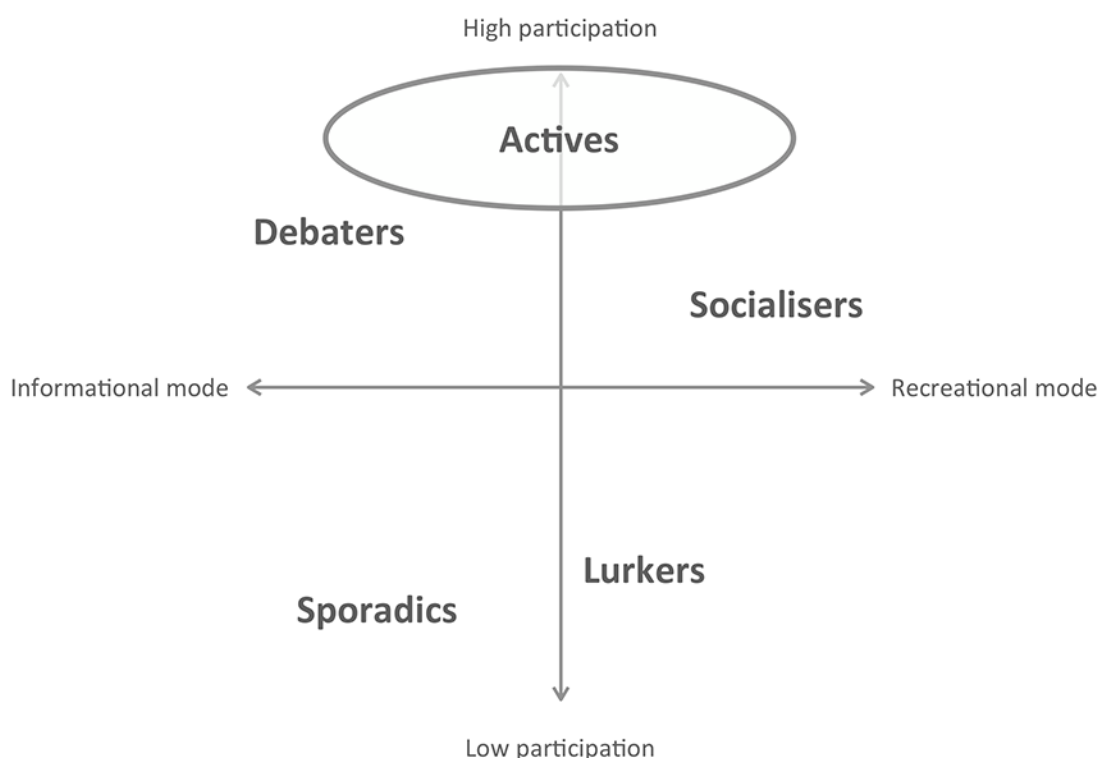 High participation
Actives
Debaters
Socialisers
Informational mode
Recreational mode
Lurkers
Sporadics
Low participation